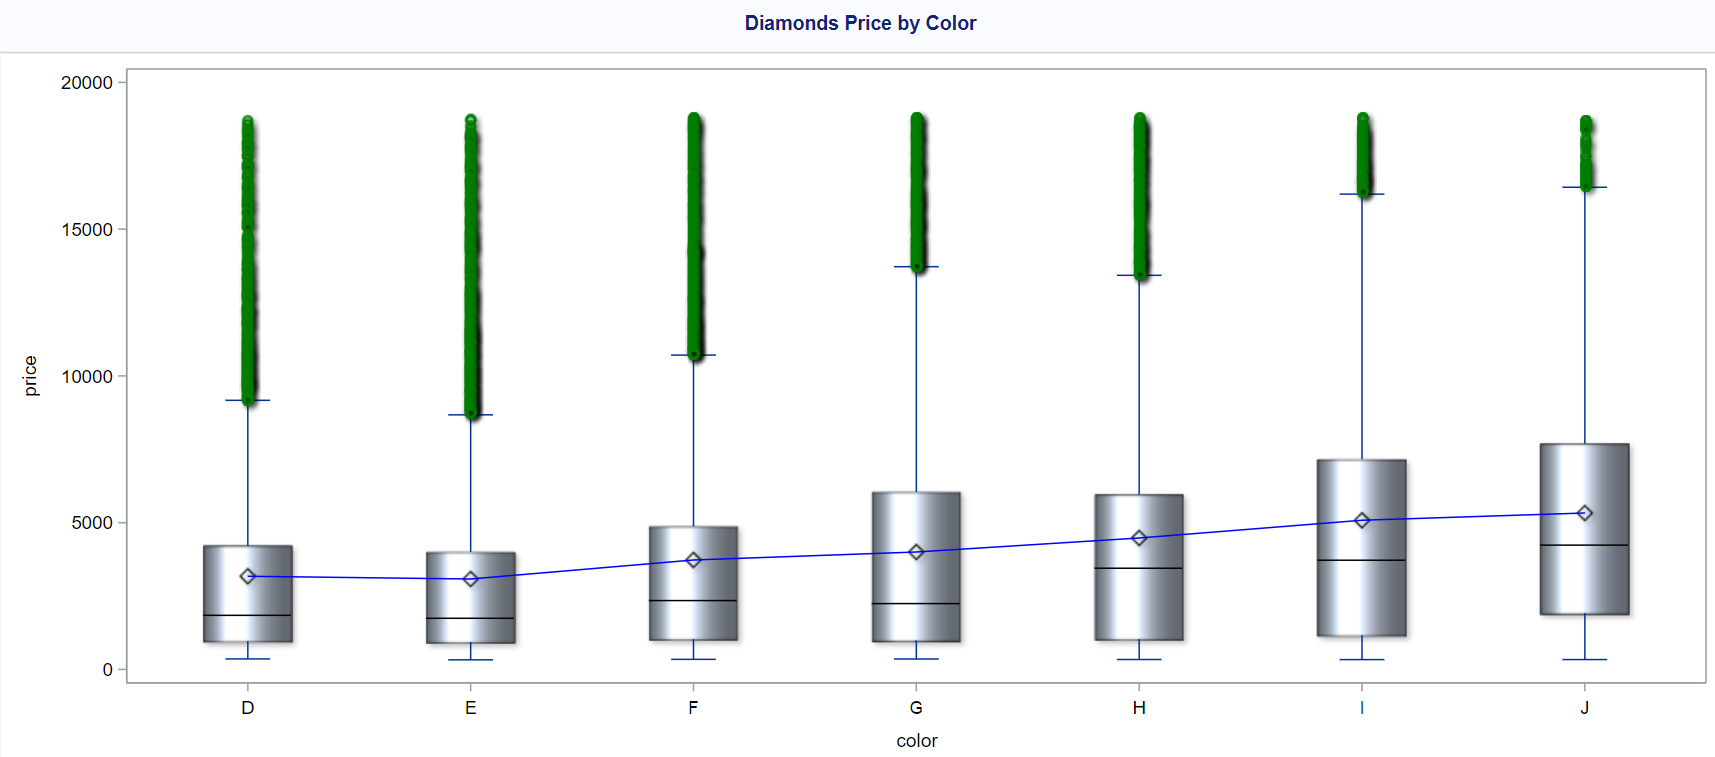 Diamonds Price by Color
20000
15000
10000
5000
0
price
D E F G H I J
color